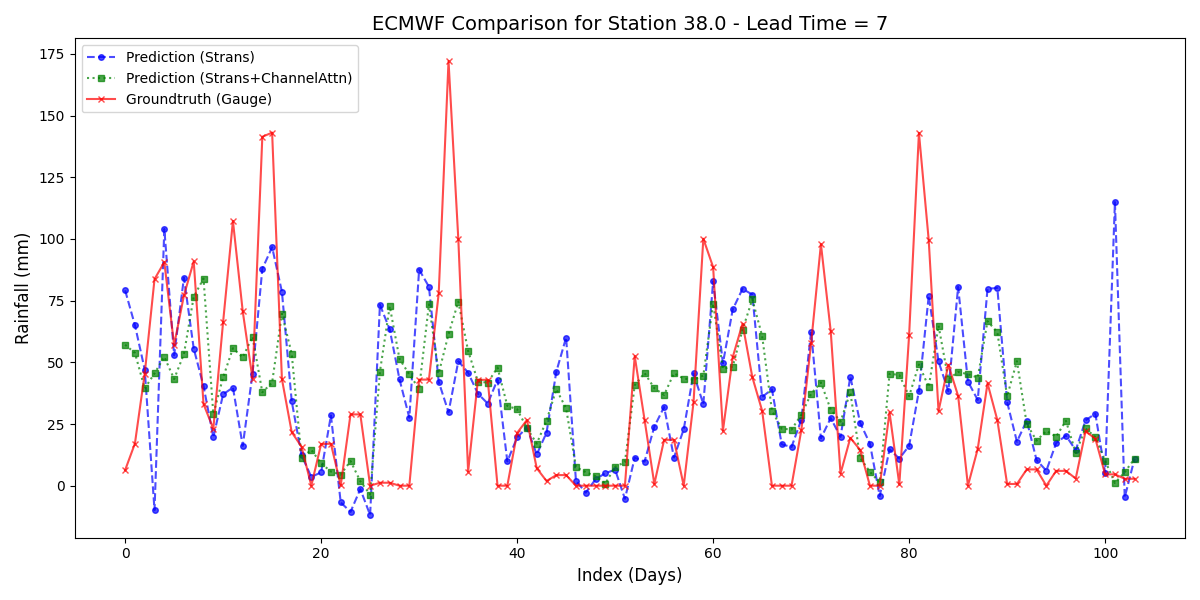 ECMWF Comparison for Station 38.0 - Lead Time = 7
Prediction (Strans)
Prediction (Strans+ChannelAttn)
Groundtruth (Gauge)
Rainfall (mm)
175
150
125
100
75
50
25
0
0 20 40 60 80 100
Index (Days)